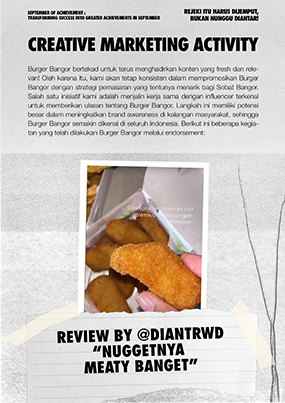 SEPTEMBER OF ACHIEVEMENT :
TRANSFORMING SUCCESS INTO GREATER ACHIEVEMENTS IN SEPTEMBER
REJEKI ITU HARUS DIJEMPUT,
BUKAN NUNGGU DIANTAR!
CREATIVE MARKETING ACTIVITY
Burger Bangor bertekad untuk terus menghadirkan konten yang fresh dan rele-
van! Oleh karena itu, kami akan tetap konsisten dalam mempromosikan Burger
Bangor dengan strategi pemasaran yang tentunya menarik bagi Sobat Bangor.
Salah satu inisiatif kami adalah menjalin kerja sama dengan influencer terkenal
untuk memberikan ulasan tentang Burger Bangor. Langkah ini memiliki potensi
besar dalam meningkatkan brand awareness di kalangan masyarakat, sehingga
Burger Bangor semakin dikenal di seluruh Indonesia. Berikut ini beberapa kegia-
tan yang telah dilakukan Burger Bangor melalui endorsement:
REVIEW BY @DIANTRWD
“NUGGETNYA
MEATY BANGET”